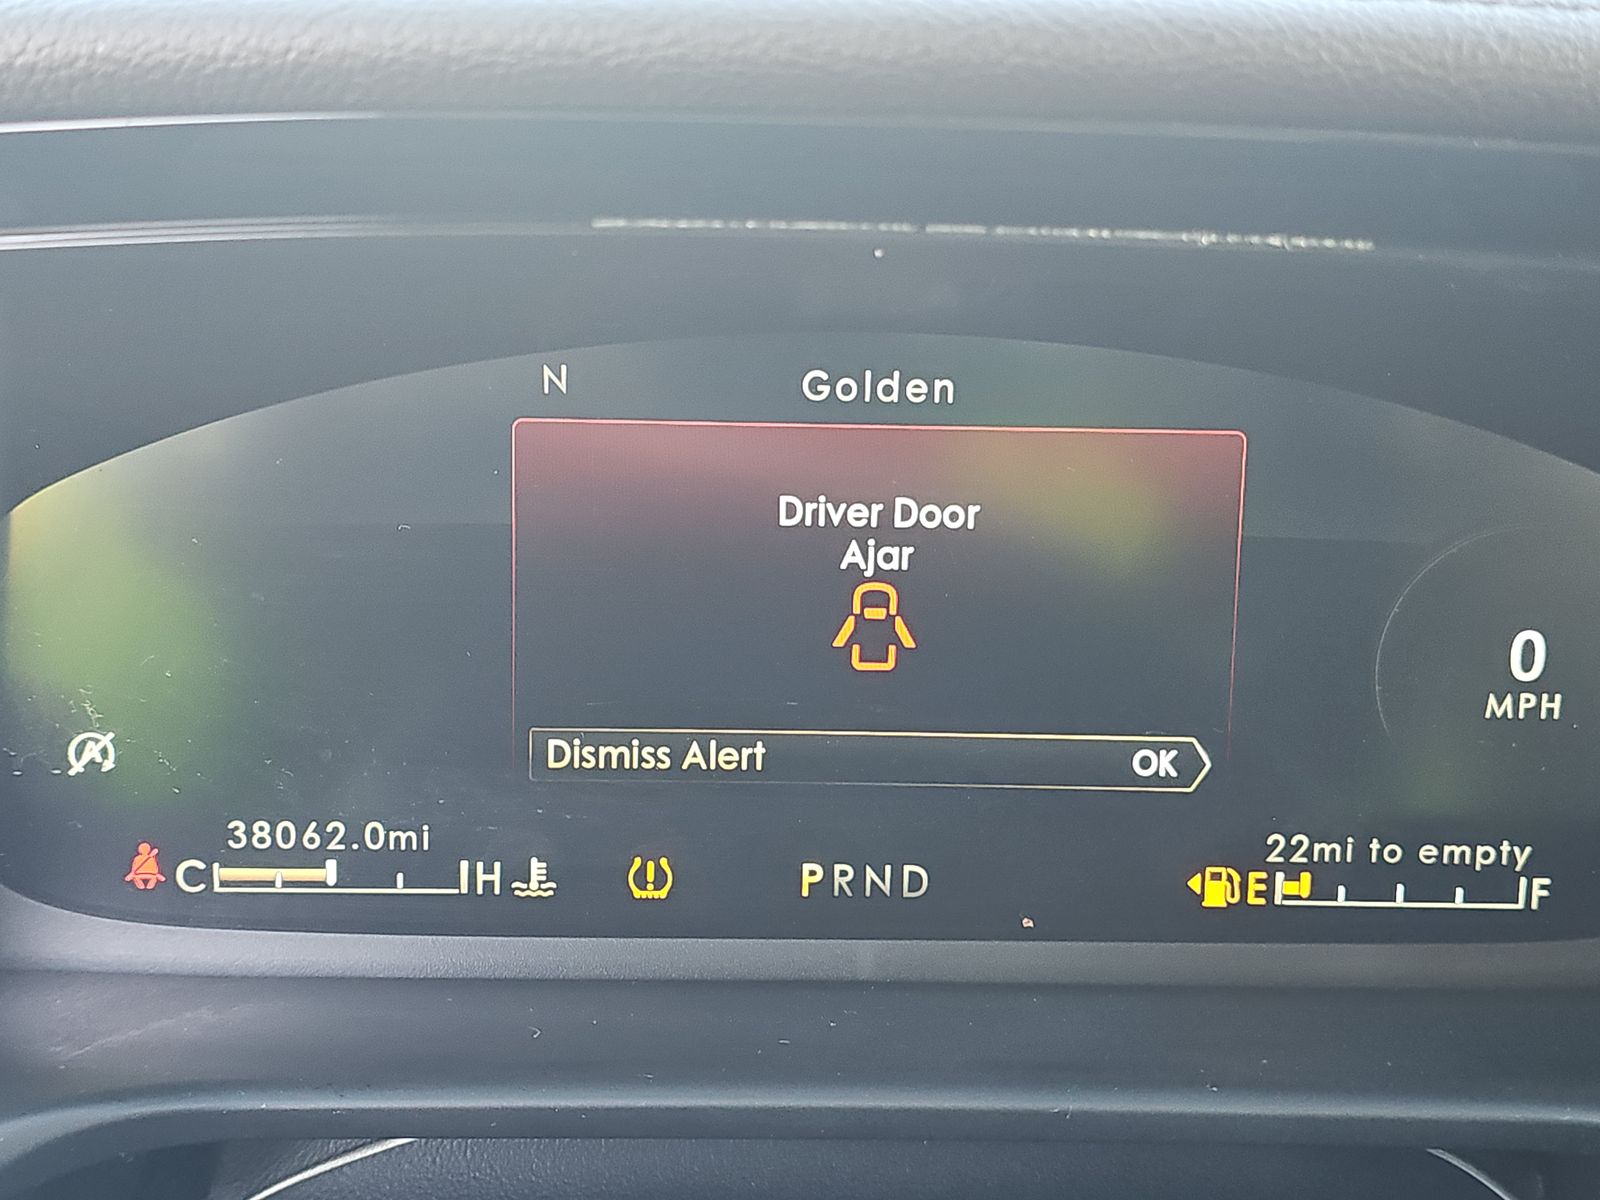 N
Golden
Driver Door
Ajar
Dismiss Alert OK
0
MPH
A
38062.0mi
22mi to empty
C H
! PRND
E F